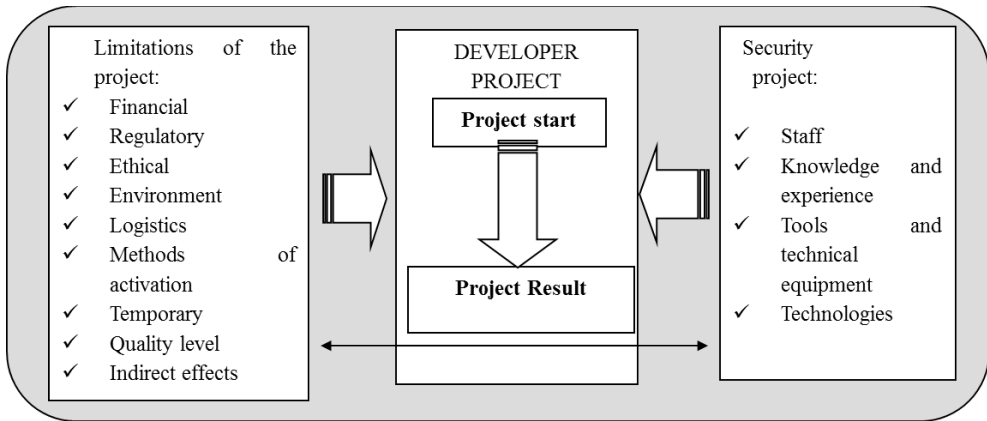 Limitations of the
project:
✓ Financial
✓ Regulatory
✓ Ethical
✓ Environment
✓ Logistics
✓ Methods of
activation
✓ Temporary
✓ Quality level
✓ Indirect effects
DEVELOPER
PROJECT
Project start
Project Result
Security
project:
✓ Staff
✓ Knowledge and
experience
✓ Tools and
technical
equipment
✓ Technologies